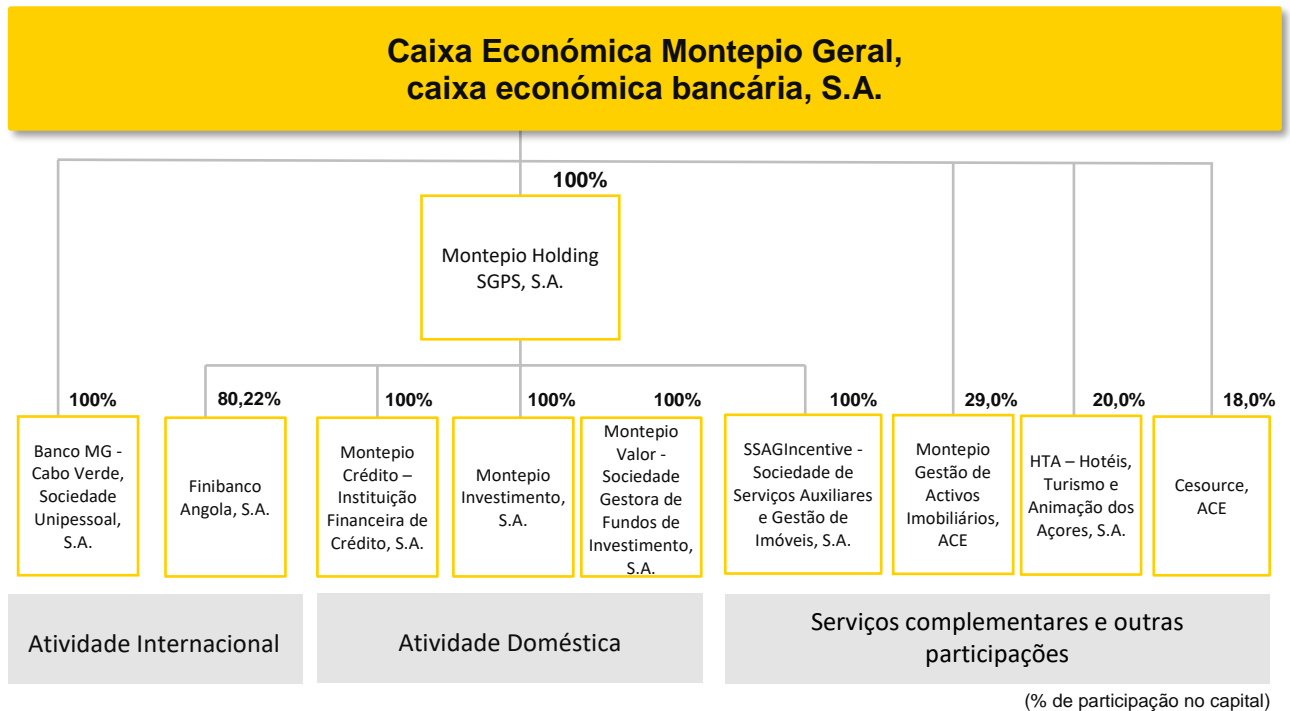 Caixa Económica Montepio Geral,
caixa económica bancária, S.A.
100%
Montepio Holding
SGPS, S.A.
100%
Banco MG -
Cabo Verde,
Sociedade
Unipessoal,
S.A.
80,22%
Finibanco
Angola, S.A.
100%
Montepio
Crédito –
Instituição
Financeira de
Crédito, S.A.
100%
Montepio
Investimento,
S.A.
100%
Montepio
Valor -
Sociedade
Gestora de
Fundos de
Investimento,
S.A.
100%
SSAGIncentive -
Sociedade de
Serviços Auxiliares
e Gestão de
Imóveis, S.A.
29,0%
Montepio
Gestão de
Activos
Imobiliários,
ACE
20,0%
HTA – Hotéis,
Turismo e
Animação dos
Açores, S.A.
18,0%
Cesource,
ACE
Atividade Internacional
Atividade Doméstica
Serviços complementares e outras
participações
(% de participação no capital)